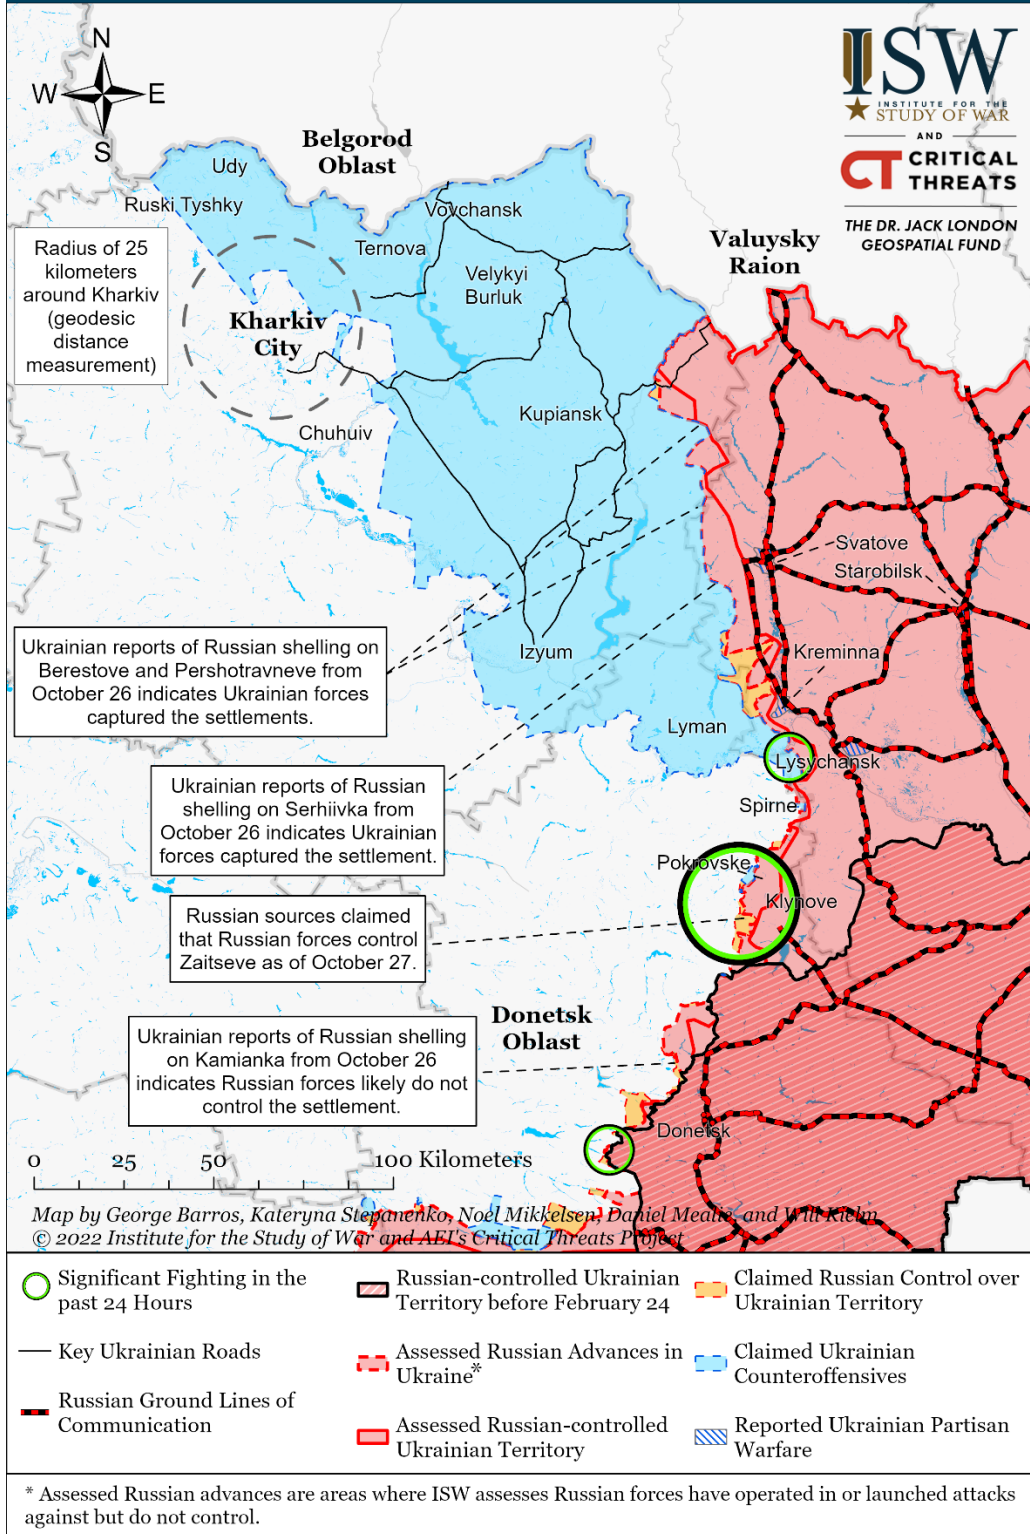 N
W
E
S
ISW
INSTITUTE FOR THE
STUDY OF WAR
AND
CT CRITICAL
THREATS
THE DR. JACK LONDON
GEOSPATIAL FUND
Belgorod
Oblast
Udy
Ruski Tyshky
Vovchansk
Ternova
Valuysky
Raion
Velykyi
Burluk
Radius of 25
kilometers
around Kharkiv
(geodesic
distance
measurement)
Kharkiv
City
Kupiansk
Chuhuiv
Svatove
Starobilsk
Ukrainian reports of Russian shelling on
Berestove and Pershotravneve from
October 26 indicates Ukrainian forces
captured the settlements.
Izyum
Kreminna
Lyman
Lysychansk
Ukrainian reports of Russian
shelling on Serhiivka from
October 26 indicates Ukrainian
forces captured the settlement.
Spirne
Pokrovske
Klynove
Russian sources claimed
that Russian forces control
Zaitseve as of October 27.
Donetsk
Oblast
Ukrainian reports of Russian shelling
on Kamianka from October 26
indicates Russian forces likely do not
control the settlement.
Donetsk
0 25 50 100 Kilometers
Map by George Barros, Kateryna Stepanenko, Noel Mikkelsen, Daniel Mealie, and Will Kielm
© 2022 Institute for the Study of War and AEI's Critical Threats Project
Significant Fighting in the
past 24 Hours
Key Ukrainian Roads
Russian Ground Lines of
Communication
Russian-controlled Ukrainian
Territory before February 24
Assessed Russian Advances in
Ukraine*
Assessed Russian-controlled
Ukrainian Territory
Claimed Russian Control over
Ukrainian Territory
Claimed Ukrainian
Counteroffensives
Reported Ukrainian Partisan
Warfare
* Assessed Russian advances are areas where ISW assesses Russian forces have operated in or launched attacks
against but do not control.